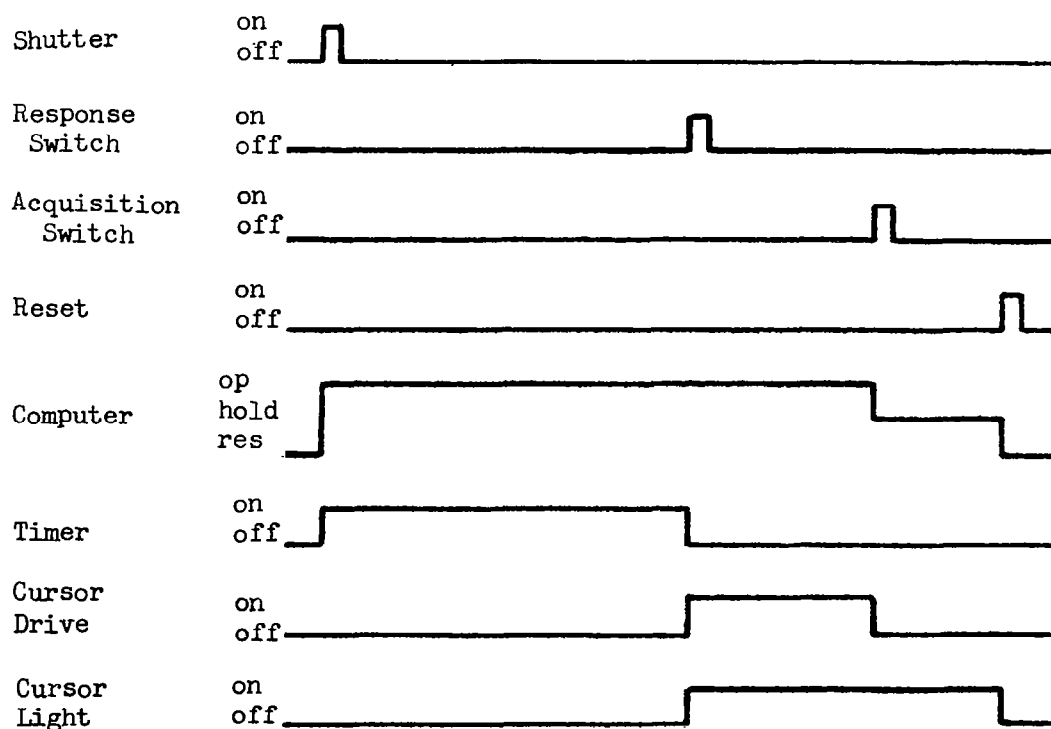 Shutter on
off
Response on
Switch off
Acquisition on
Switch off
Reset on
off
op
Computer hold
res
on
Timer off
Cursor on
Drive off
Cursor on
Light off